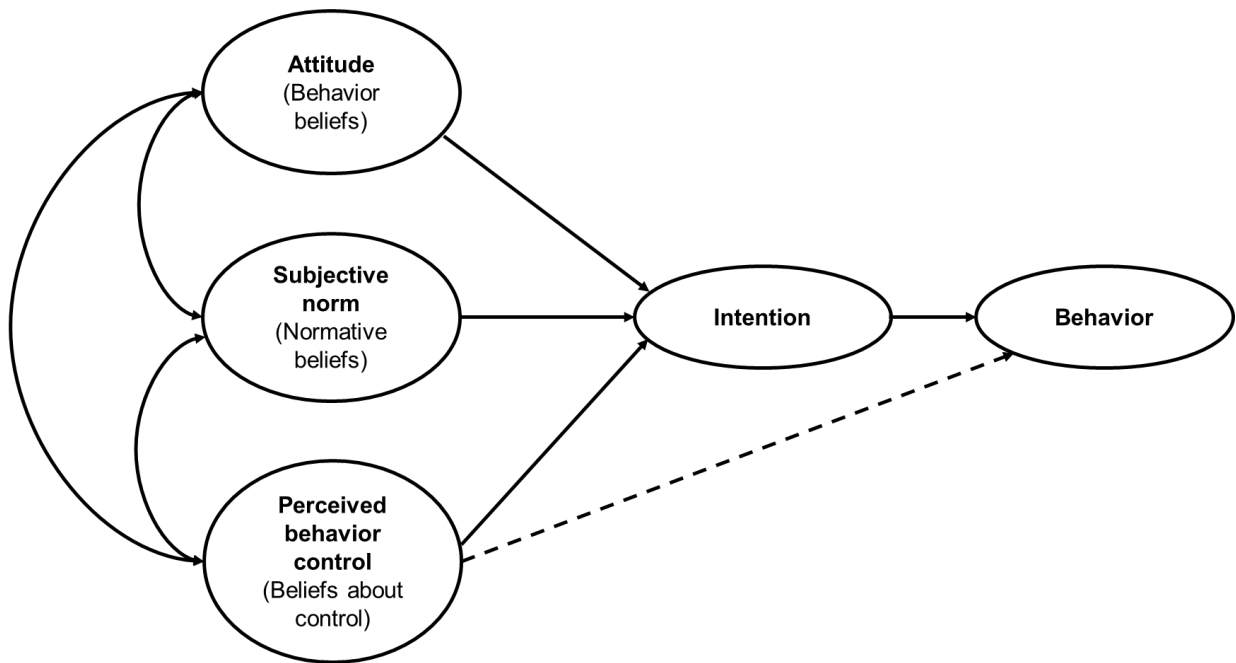 Attitude
(Behavior
beliefs)
Subjective
norm
(Normative
beliefs)
Intention
Behavior
Perceived
behavior
control
(Beliefs about
control)